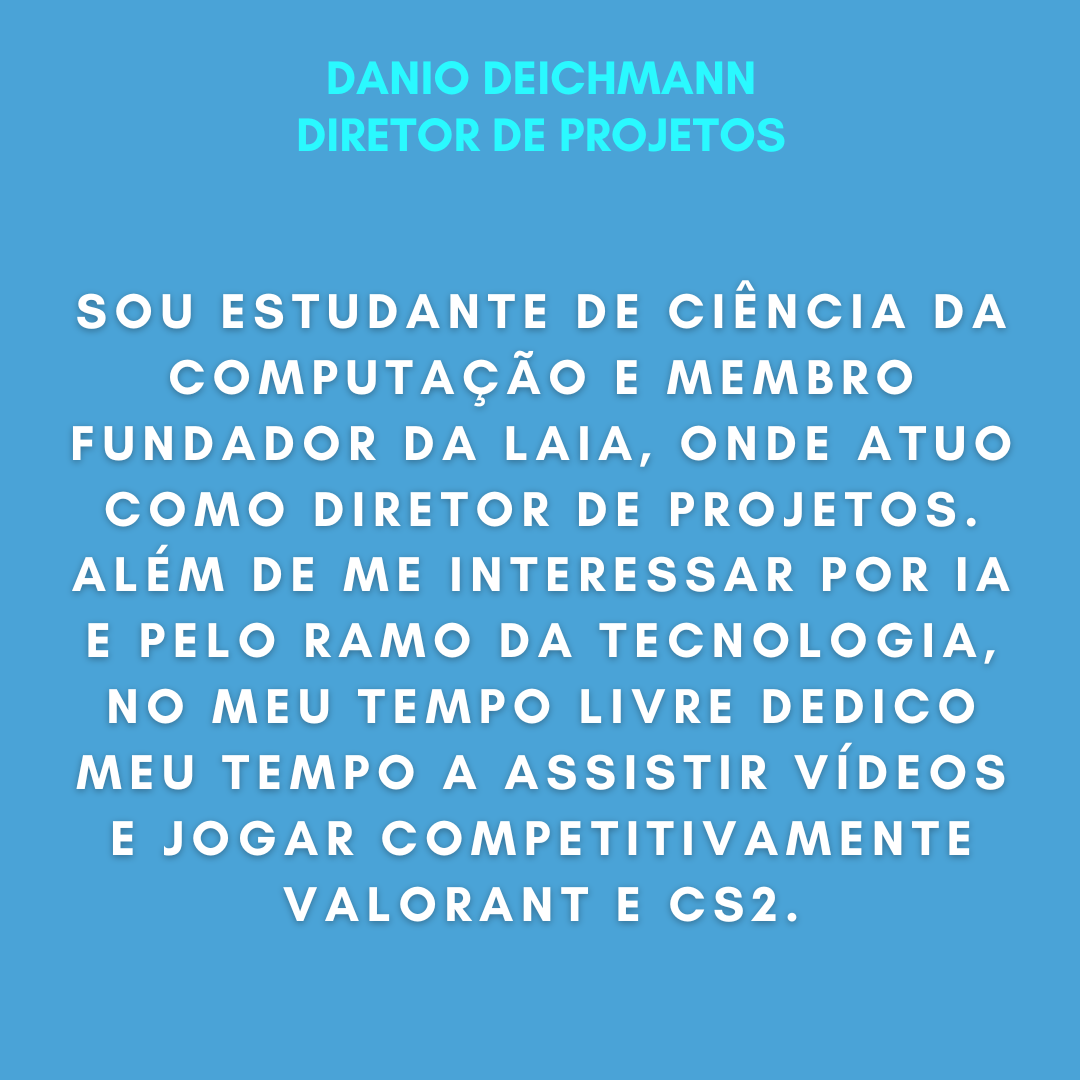 DANIO DEICHMANN
DIRETOR DE PROJETOS
SOU ESTUDANTE DE CIÊNCIA DA
COMPUTAÇÃO E MEMBRO
FUNDADOR DA LAIA, ONDE ATUO
COMO DIRETOR DE PROJETOS.
ALÉM DE ME INTERESSAR POR IA
E PELO RAMO DA TECNOLOGIA,
NO MEU TEMPO LIVRE DEDICO
MEU TEMPO A ASSISTIR VÍDEOS
E JOGAR COMPETITIVAMENTE
VALORANT E CS2.